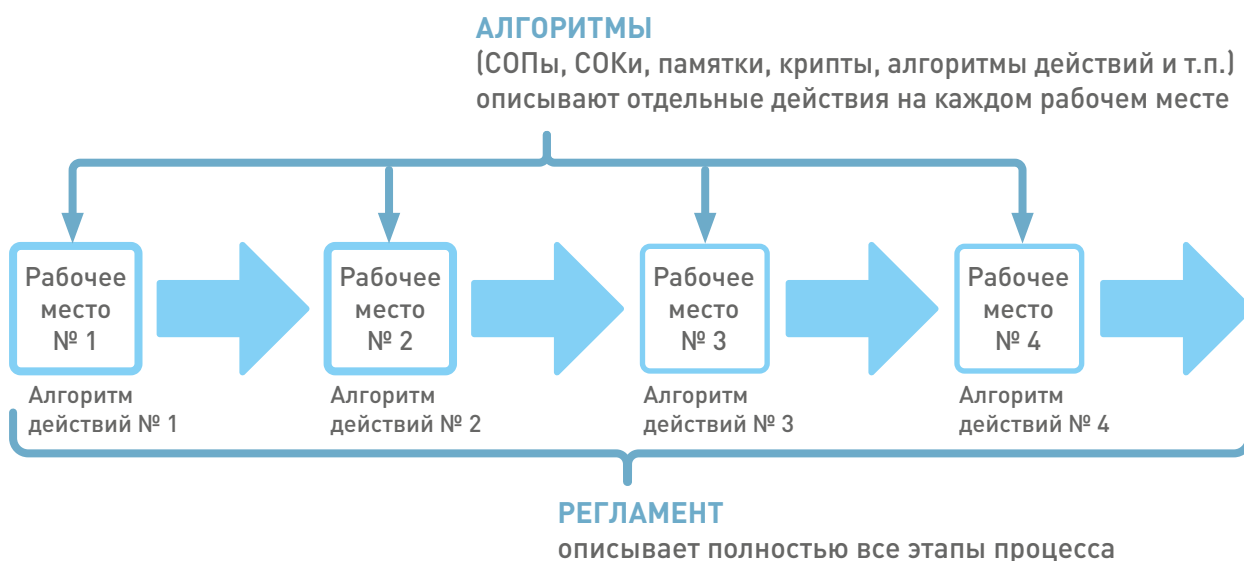 АЛГОРИТМЫ
(СОПы, СОКи, памятки, крипты, алгоритмы действий и т.п.)
описывают отдельные действия на каждом рабочем месте
Рабочее
место
№ 1
Рабочее
место
№ 2
Рабочее
место
№ 3
Рабочее
место
№ 4
Алгоритм
действий № 1
Алгоритм
действий № 2
Алгоритм
действий № 3
Алгоритм
действий № 4
РЕГЛАМЕНТ
описывает полностью все этапы процесса